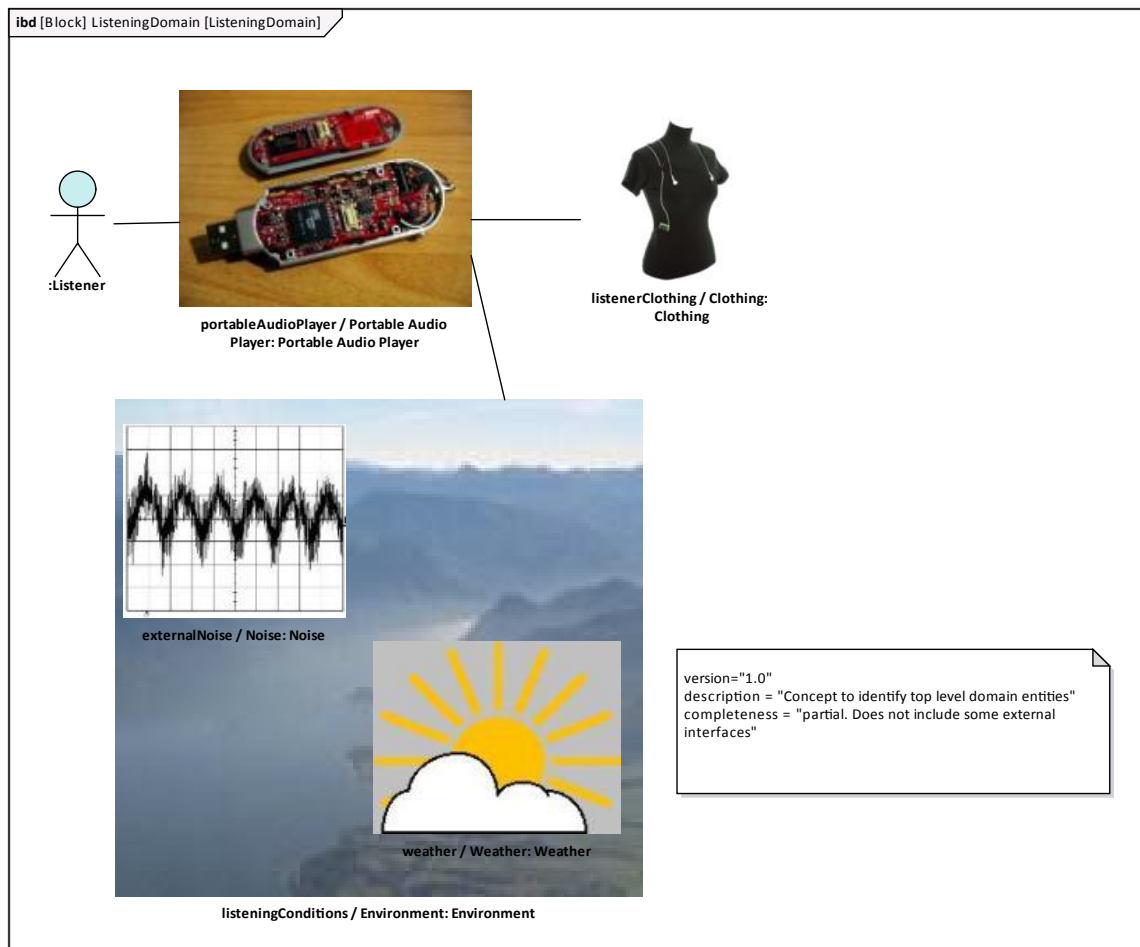 ibd [Block] ListeningDomain [ListeningDomain]
:Listener
portableAudioPlayer / Portable Audio
Player: Portable Audio Player
listenerClothing / Clothing:
Clothing
externalNoise / Noise: Noise
weather / Weather: Weather
listeningConditions / Environment: Environment
version="1.0"
description = "Concept to identify top level domain entities"
completeness = "partial. Does not include some external
interfaces"